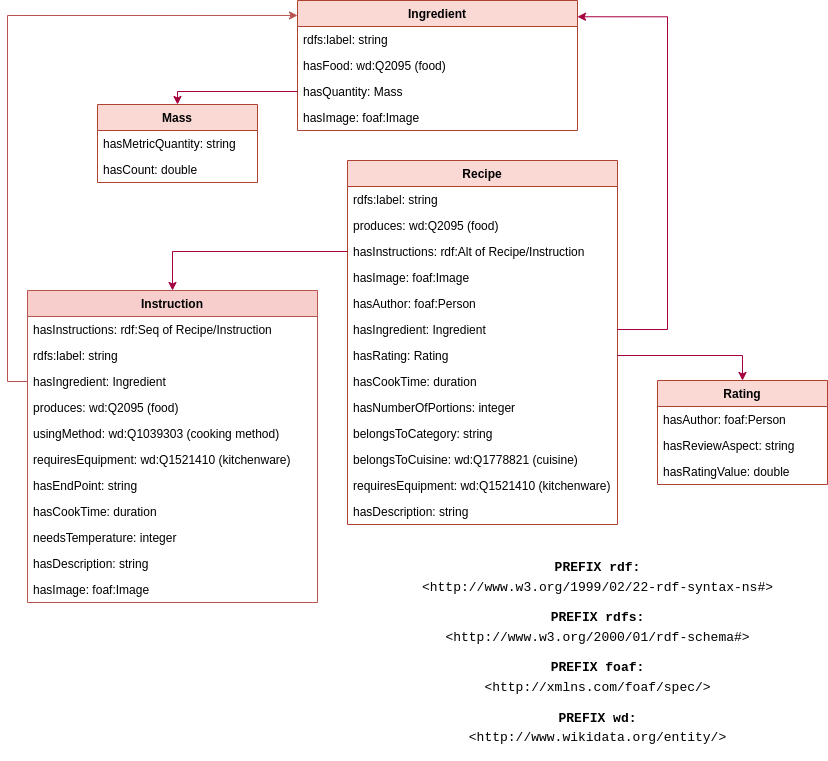 Ingredient
rdfs:label: string
hasFood: wd:Q2095 (food)
hasQuantity: Mass
hasImage: foaf:Image
Mass
hasMetricQuantity: string
hasCount: double
Recipe
rdfs:label: string
produces: wd:Q2095 (food)
hasInstructions: rdf:Alt of Recipe/Instruction
hasImage: foaf:Image
hasAuthor: foaf:Person
hasIngredient: Ingredient
hasRating: Rating
hasCookTime: duration
hasNumberOfPortions: integer
belongsToCategory: string
belongsToCuisine: wd:Q1778821 (cuisine)
requiresEquipment: wd:Q1521410 (kitchenware)
hasDescription: string
Instruction
hasInstructions: rdf:Seq of Recipe/Instruction
rdfs:label: string
hasIngredient: Ingredient
produces: wd:Q2095 (food)
usingMethod: wd:Q1039303 (cooking method)
requiresEquipment: wd:Q1521410 (kitchenware)
hasEndPoint: string
hasCookTime: duration
needsTemperature: integer
hasDescription: string
hasImage: foaf:Image
Rating
hasAuthor: foaf:Person
hasReviewAspect: string
hasRatingValue: double
PREFIX rdf:
<http://www.w3.org/1999/02/22-rdf-syntax-ns#>
PREFIX rdfs:
<http://www.w3.org/2000/01/rdf-schema#>
PREFIX foaf:
<http://xmlns.com/foaf/spec/>
PREFIX wd:
<http://www.wikidata.org/entity/>